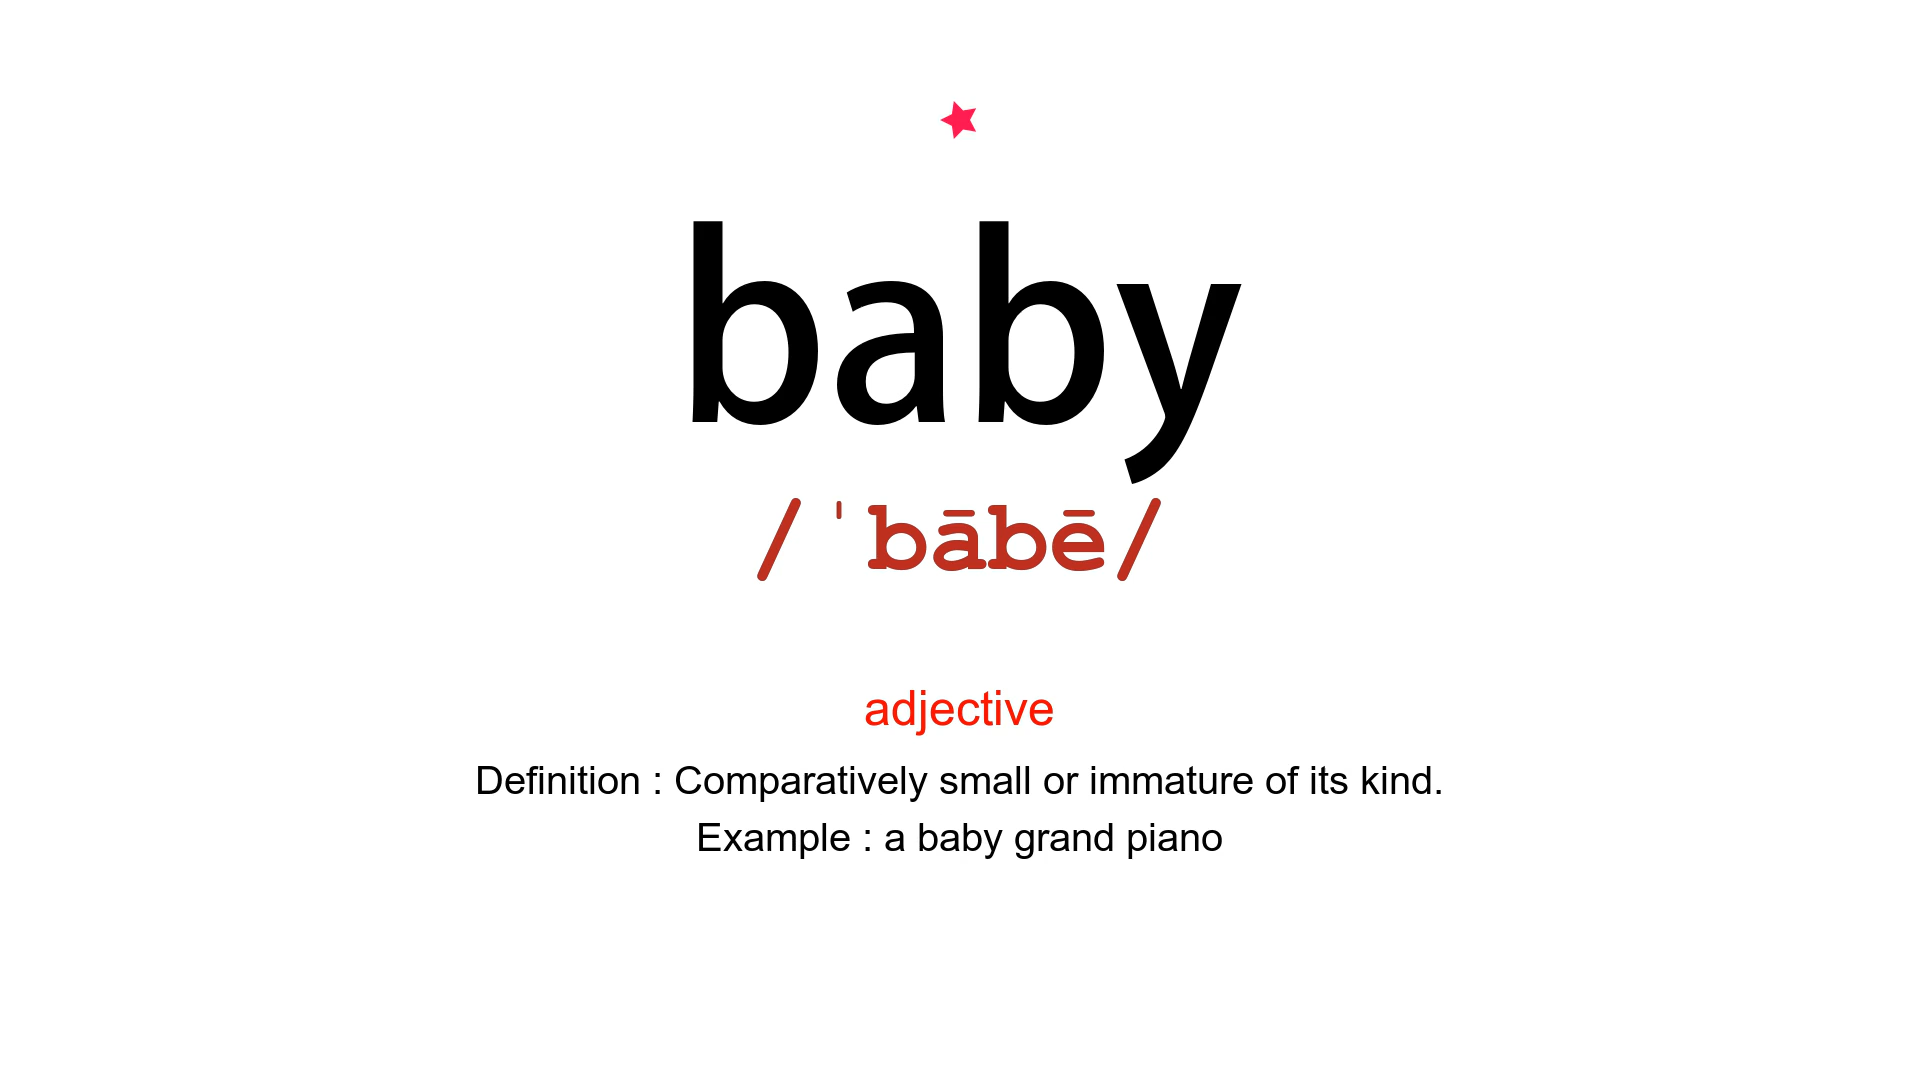 baby
/ˈbābē/
adjective
Definition : Comparatively small or immature of its kind.
Example : a baby grand piano